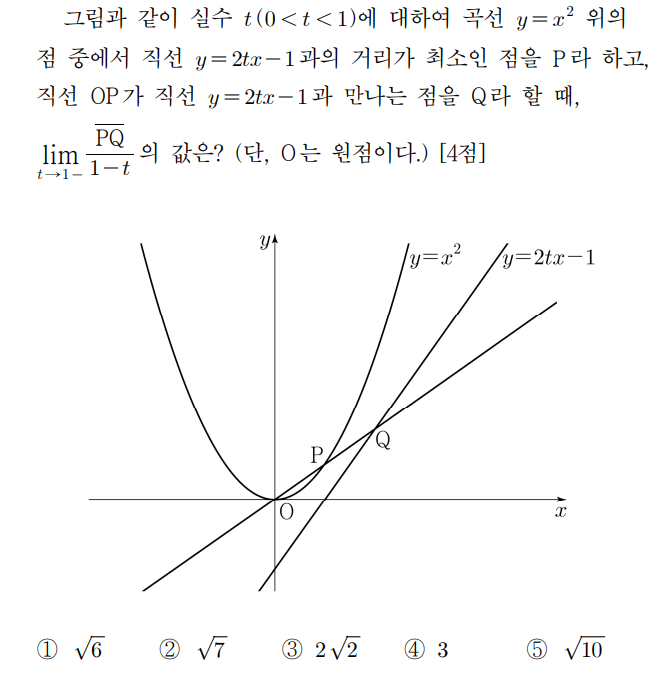 그림과 같이 실수 t(0<t<1)에 대하여 곡선 y=x² 위의
점 중에서 직선 y=2tx-1과의 거리가 최소인 점을 P라 하고,
직선 OP가 직선 y=2tx-1과 만나는 점을 Q라 할 때,
lim_{t→1-} \frac{\overline{PQ}}{1-t}의 값은? (단, O는 원점이다.) [4점]
y
y=x²
y=2tx-1
P
Q
O
x
① √6 ② √7 ③ 2√2 ④ 3 ⑤ √10